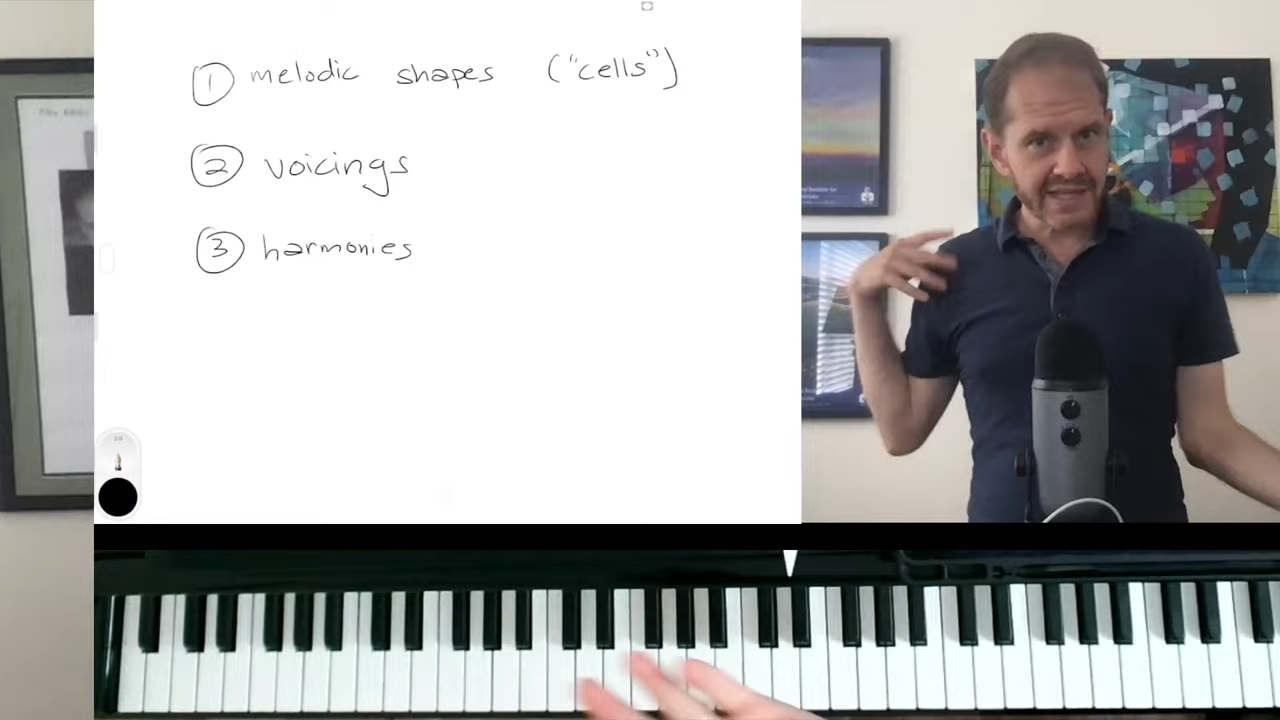 ① melodic shapes ("cells")
② voicings
③ harmonies